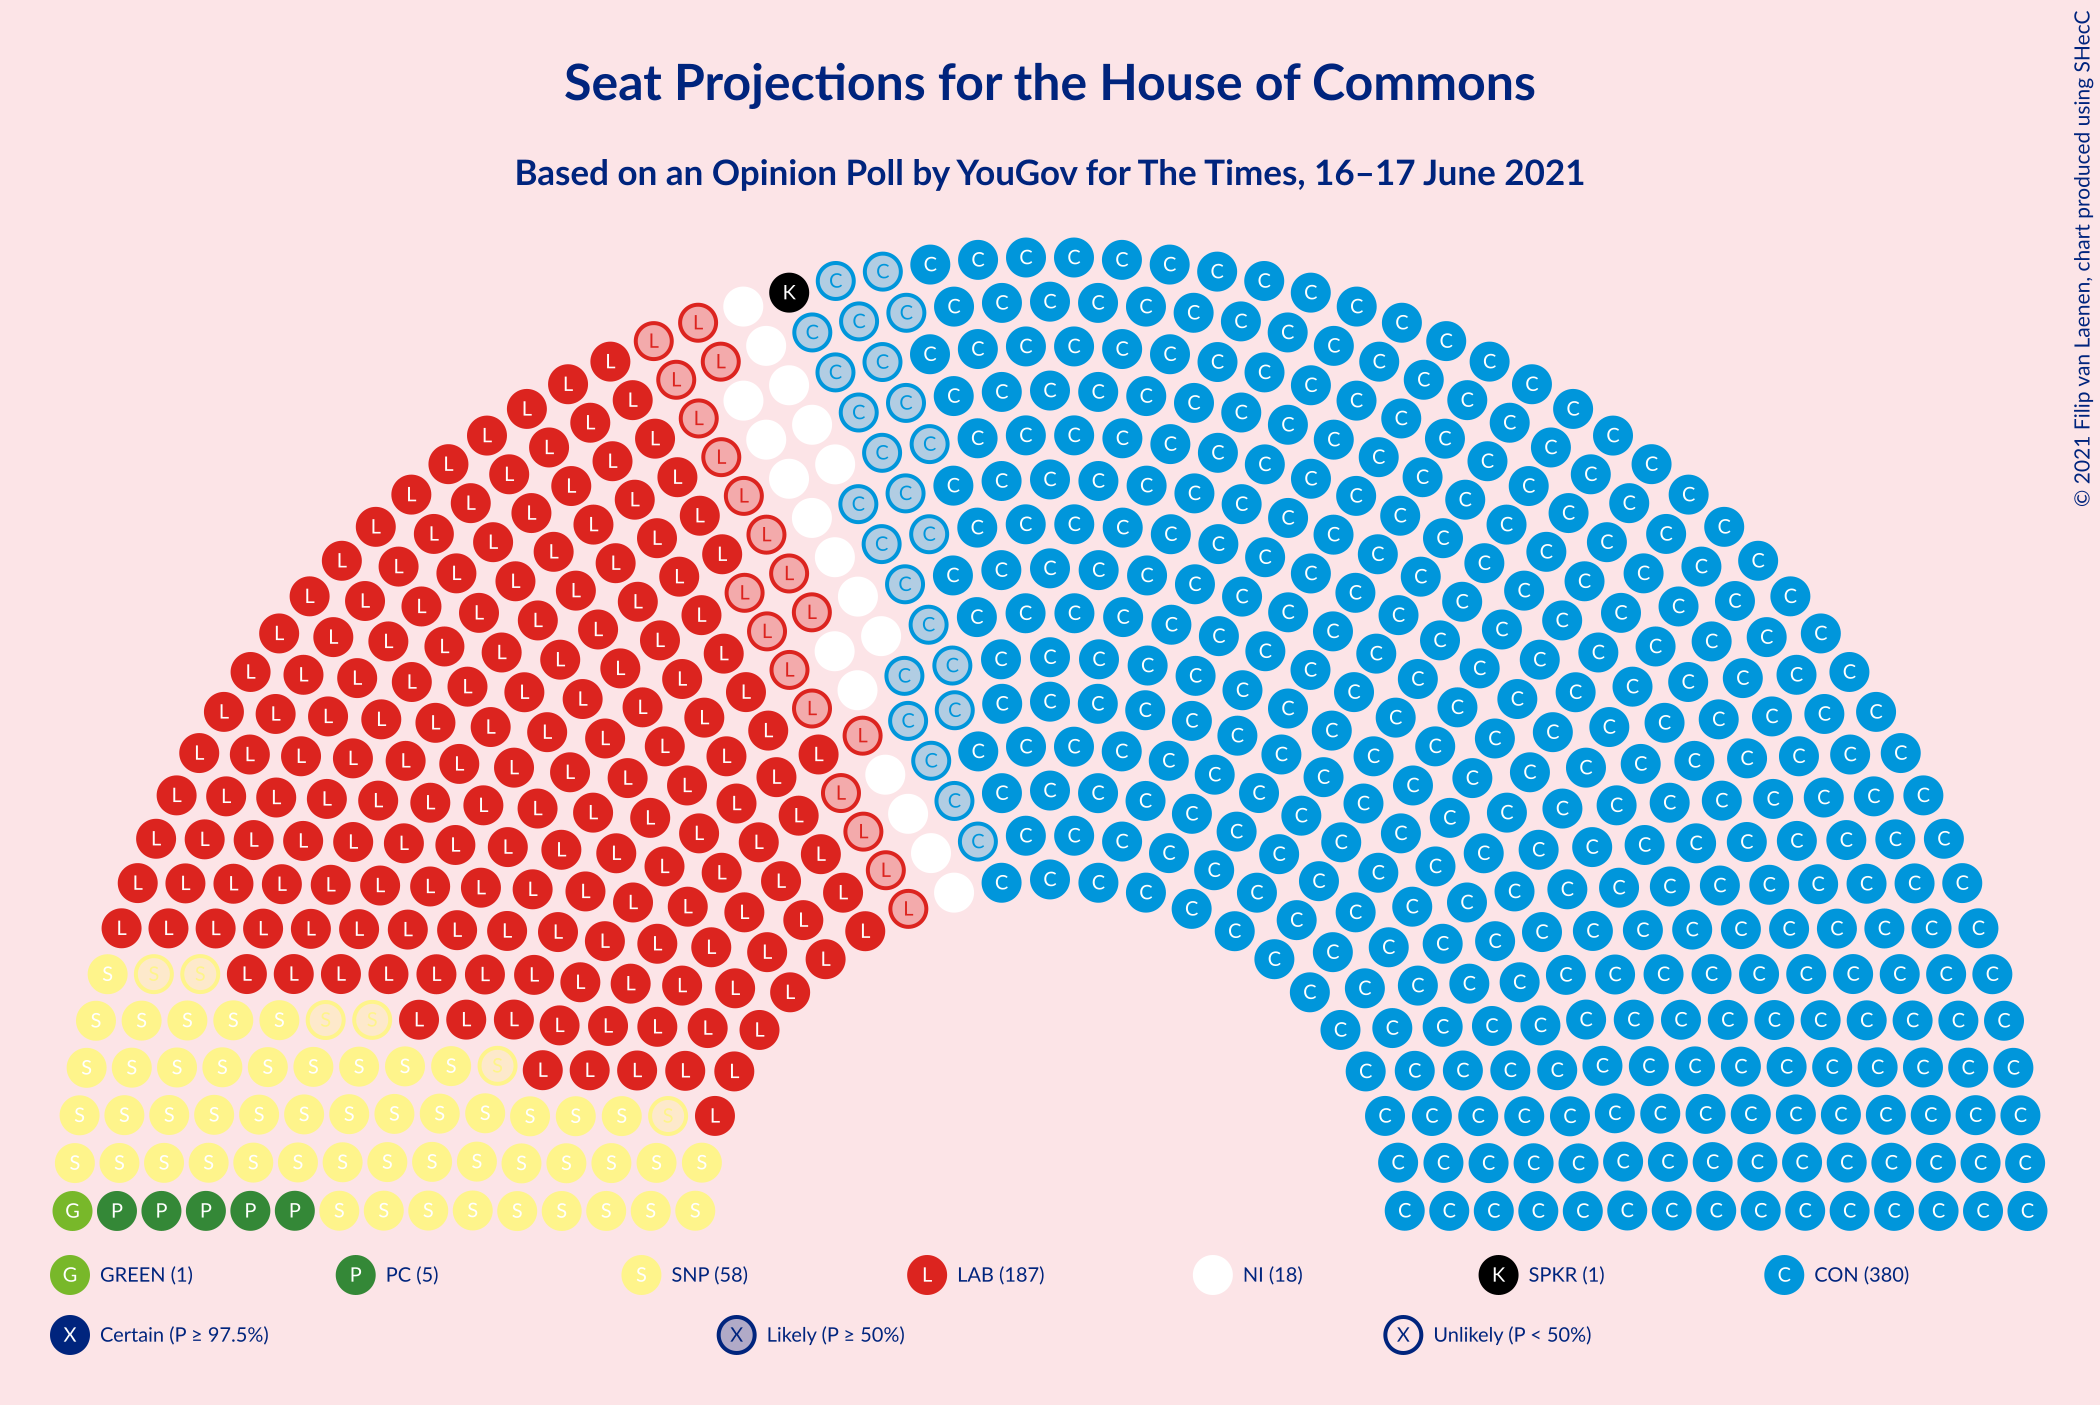 Seat Projections for the House of Commons
Based on an Opinion Poll by YouGov for The Times, 16–17 June 2021
© 2021 Filip van Laenen, chart produced using SHecC
G GREEN (1) P PC (5) S SNP (58) L LAB (187) NI (18) K SPKR (1) C CON (380)
X Certain (P ≥ 97.5%) X Likely (P ≥ 50%) X Unlikely (P < 50%)